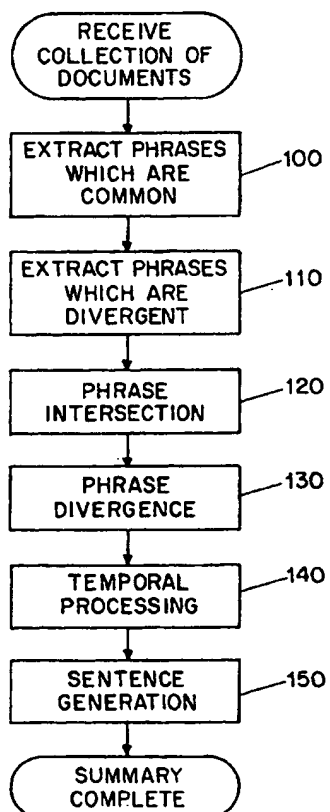 RECEIVE
COLLECTION OF
DOCUMENTS
EXTRACT PHRASES
WHICH ARE
COMMON
100
EXTRACT PHRASES
WHICH ARE
DIVERGENT
110
PHRASE
INTERSECTION
120
PHRASE
DIVERGENCE
130
TEMPORAL
PROCESSING
140
SENTENCE
GENERATION
150
SUMMARY
COMPLETE